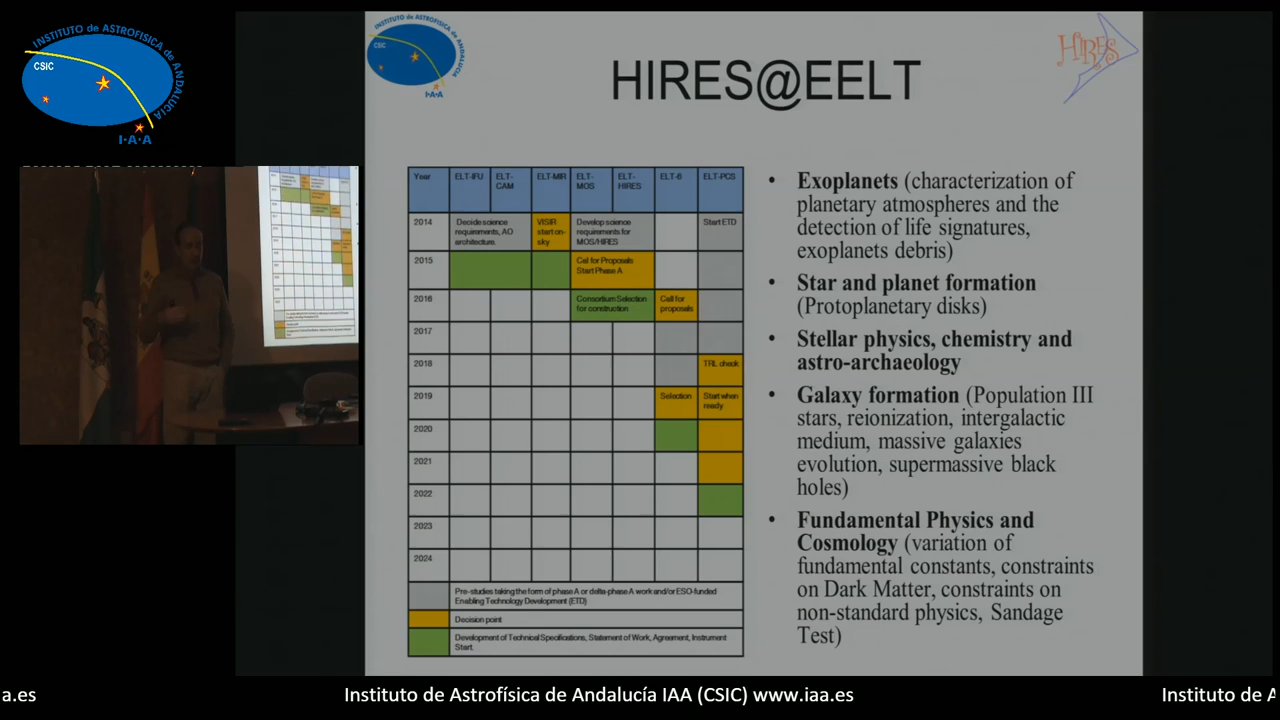 INSTITUTO de ASTROFISICA de ANDALUCIA
CSIC
I·A·A
INSTITUTO de ASTROFISICA de ANDALUCIA
CSIC
I·A·A
HIRES@EELT
HIRES
Year ELT-IFU ELT-CAM ELT-MIR ELT-MOS ELT-HIRES ELT-6 ELT-PCS
2014 Decide science requirements, AO architecture. VISIR start on-sky Develop science requirements for MOS/HIRES Start ETD
2015 Call for Proposals Start Phase A
2016 Consortium Selection for construction Call for proposals
2017
2018 TRL check
2019 Selection Start when ready
2020
2021
2022
2023
2024
Pre-studies taking the form of phase A or delta-phase A work and/or ESO-funded
Enabling Technology Development (ETD)
Decision point
Development of Technical Specifications, Statement of Work, Agreement, Instrument
Start.
• Exoplanets (characterization of
planetary atmospheres and the
detection of life signatures,
exoplanets debris)
• Star and planet formation
(Protoplanetary disks)
• Stellar physics, chemistry and
astro-archaeology
• Galaxy formation (Population III
stars, reionization, intergalactic
medium, massive galaxies
evolution, supermassive black
holes)
• Fundamental Physics and
Cosmology (variation of
fundamental constants, constraints
on Dark Matter, constraints on
non-standard physics, Sandage
Test)
a.es Instituto de Astrofísica de Andalucía IAA (CSIC) www.iaa.es Instituto de A